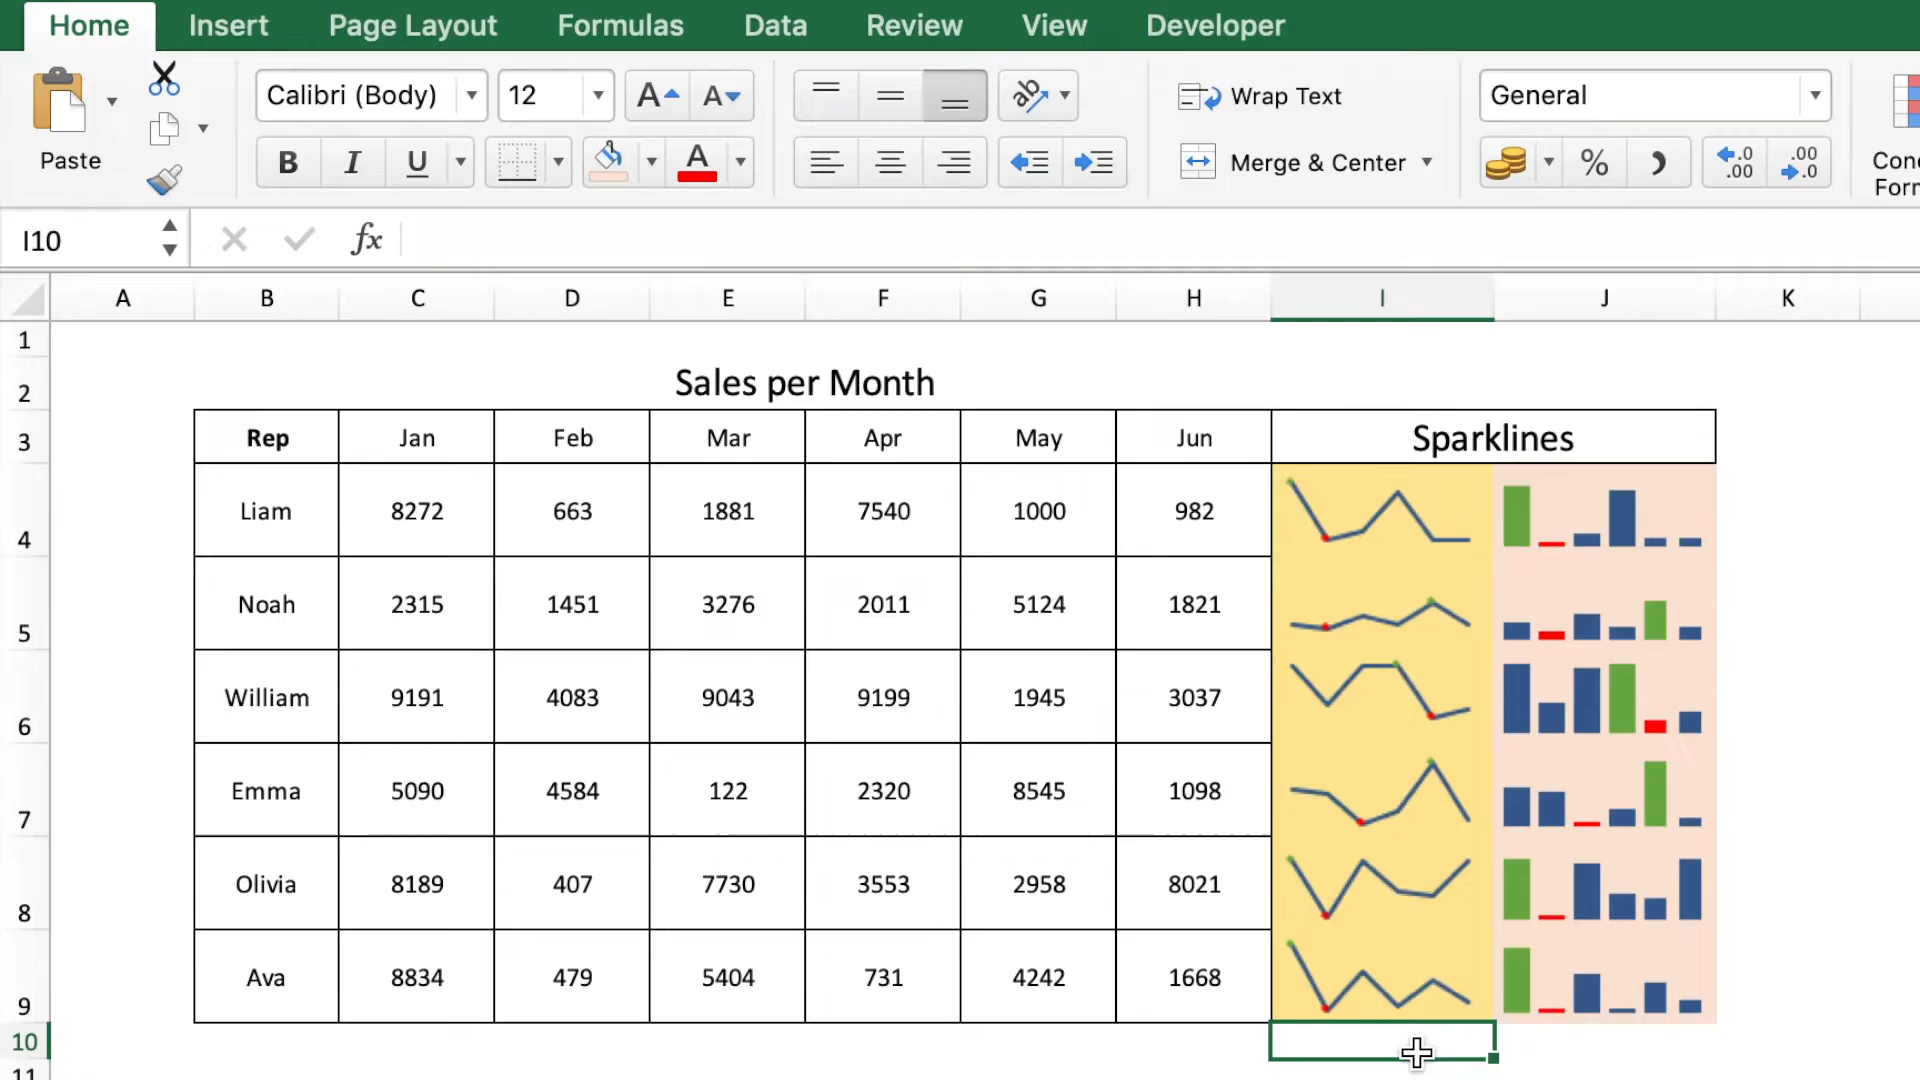 Home Insert Page Layout Formulas Data Review View Developer
Calibri (Body) 12 A A ab Wrap Text General
Paste B I U A Merge & Center % .0 .00 .00 .0 Con
Form
I10 fx
A B C D E F G H I J K
1
2 Sales per Month
3 Rep Jan Feb Mar Apr May Jun Sparklines
4 Liam 8272 663 1881 7540 1000 982
5 Noah 2315 1451 3276 2011 5124 1821
6 William 9191 4083 9043 9199 1945 3037
7 Emma 5090 4584 122 2320 8545 1098
8 Olivia 8189 407 7730 3553 2958 8021
9 Ava 8834 479 5404 731 4242 1668
10
11